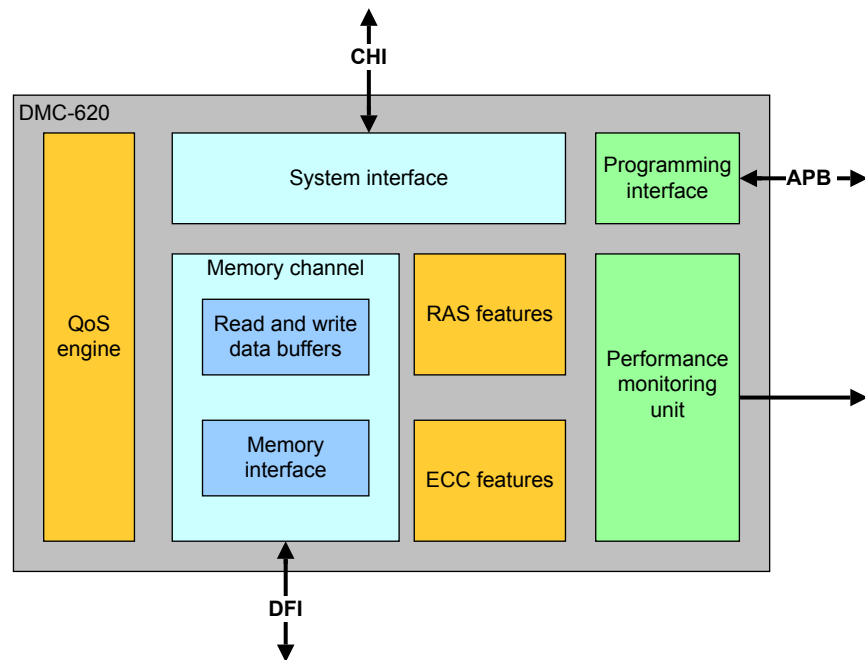 CHI
DMC-620
System interface
Programming
interface
APB
QoS
engine
Memory channel
Read and write
data buffers
Memory
interface
RAS features
ECC features
Performance
monitoring
unit
DFI